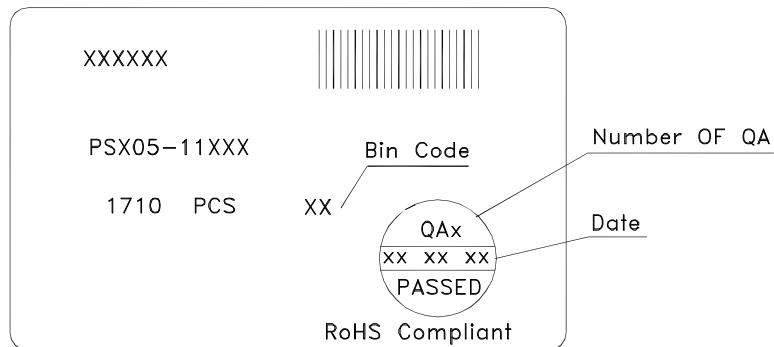 XXXXXX
Number OF QA
PSX05-11XXX
Bin Code
1710 PCS
XX
Date
QAx
XX XX XX
PASSED
RoHS Compliant